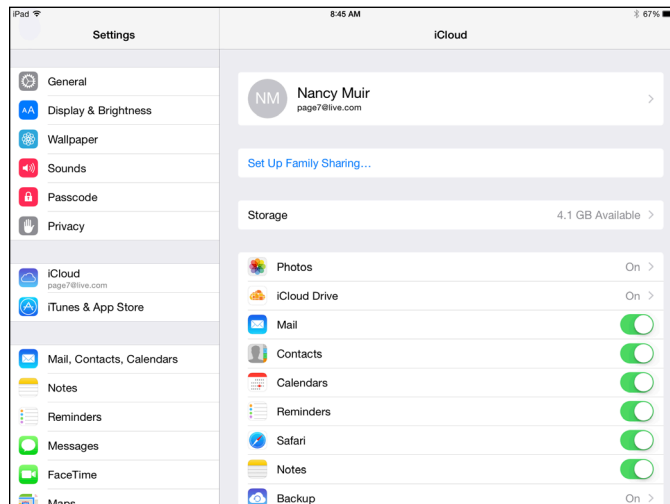 iPad
8:45 AM
67%
Settings
iCloud
General
AA
Display & Brightness
Wallpaper
Sounds
Passcode
Privacy
iCloud
page7@live.com
iTunes & App Store
Mail, Contacts, Calendars
Notes
Reminders
Messages
FaceTime
Maps
NM
Nancy Muir
page7@live.com
Set Up Family Sharing...
Storage
4.1 GB Available
Photos
On
iCloud Drive
On
Mail
Contacts
Calendars
Reminders
Safari
Notes
Backup
On